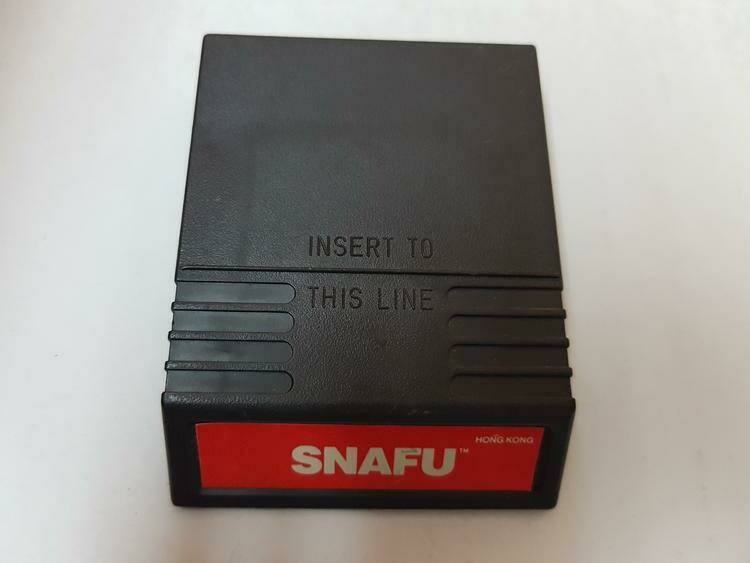 INSERT TO
THIS LINE
HONG KONG
SNAFU™